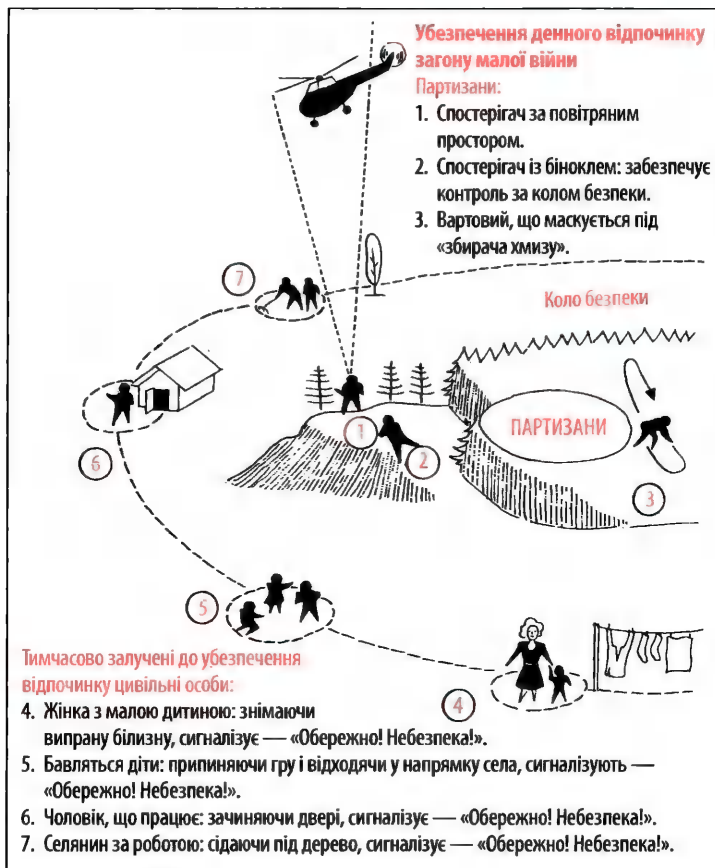 Убезпечення денного відпочинку
загону малої війни
Партизани:
1. Спостерігач за повітряним
простором.
2. Спостерігач із біноклем: забезпечує
контроль за колом безпеки.
3. Вартовий, що маскується під
«збирача хмизу».
7
Коло безпеки
ПАРТИЗАНИ
1
2
6
3
5
4
Тимчасово залучені до убезпечення
відпочинку цивільні особи:
4. Жінка з малою дитиною: знімаючи
випрану білизну, сигналізує — «Обережно! Небезпека!».
5. Бавляться діти: припиняючи гру і відходячи у напрямку села, сигналізують —
«Обережно! Небезпека!».
6. Чоловік, що працює: зачиняючи двері, сигналізує — «Обережно! Небезпека!».
7. Селянин за роботою: сідаючи під дерево, сигналізує — «Обережно! Небезпека!».